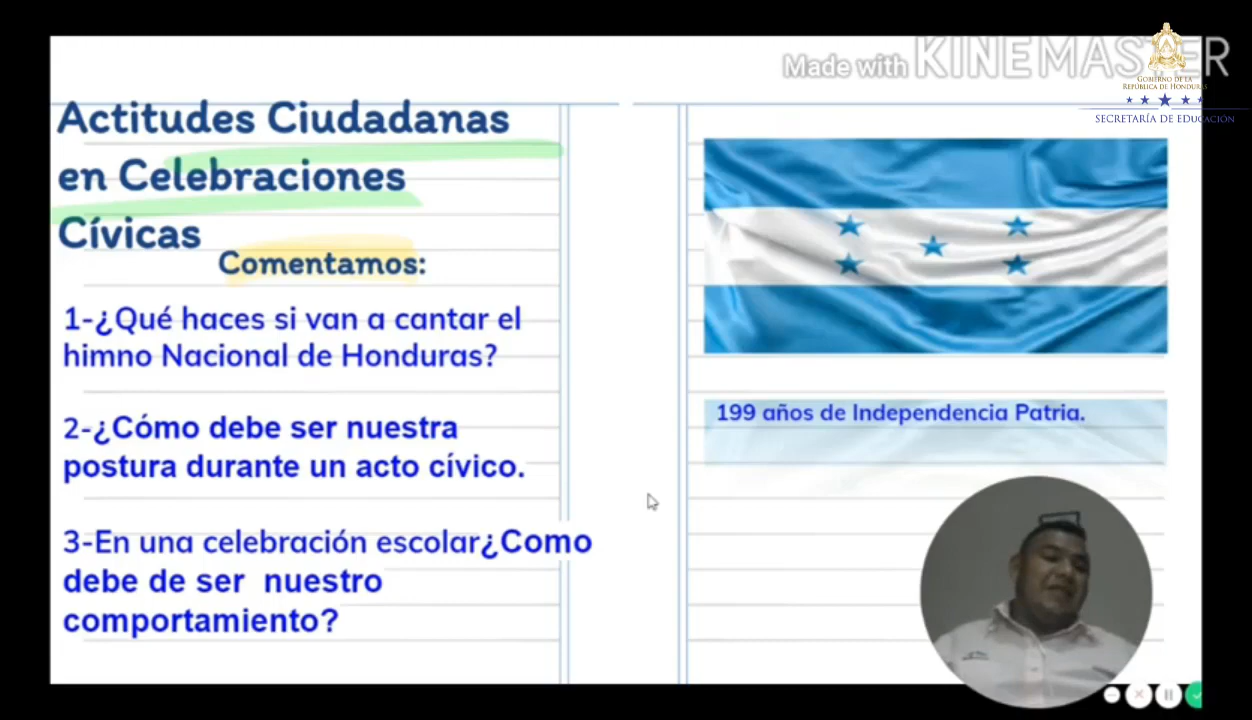 Made with KINEMASTER
GOBIERNO DE LA
REPÚBLICA DE HONDURAS
SECRETARÍA DE EDUCACIÓN
Actitudes Ciudadanas
en Celebraciones
Cívicas
Comentamos:
1-¿Qué haces si van a cantar el
himno Nacional de Honduras?
2-¿Cómo debe ser nuestra
postura durante un acto cívico.
3-En una celebración escolar¿Como
debe de ser nuestro
comportamiento?
199 años de Independencia Patria.